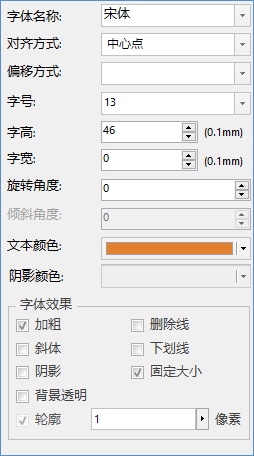 字体名称: 宋体
对齐方式: 中心点
偏移方式:
字号: 13
字高: 46 (0.1mm)
字宽: 0 (0.1mm)
旋转角度: 0
倾斜角度: 0
文本颜色:
阴影颜色:
字体效果
加粗 删除线
斜体 下划线
阴影 固定大小
背景透明
轮廓 1 像素